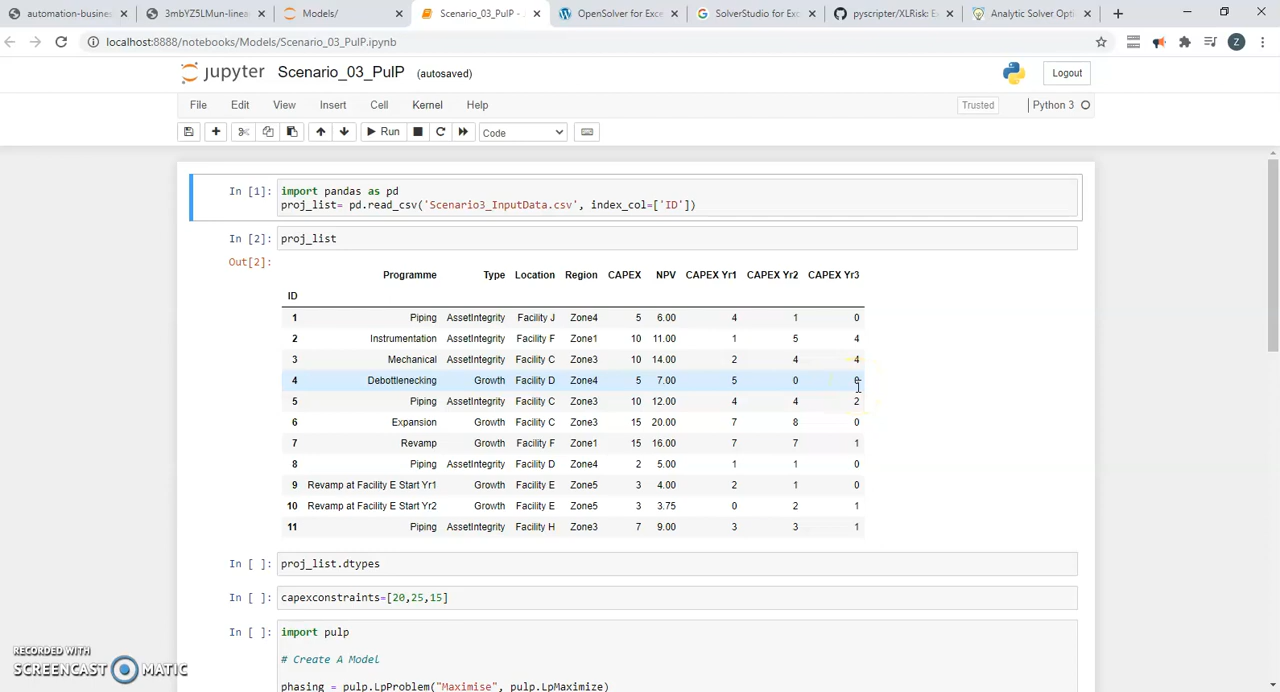 automation-busines
3mbYZ5LMun-linea
Models/
Scenario_03_PulP - J
OpenSolver for Exce
SolverStudio for Exc
pyscripter/XLRisk: Ex
Analytic Solver Opti
localhost:8888/notebooks/Models/Scenario_03_PulP.ipynb
Z
jupyter Scenario_03_PulP (autosaved)
Logout
File Edit View Insert Cell Kernel Help
Trusted
Python 3
Run
Code
In [1]: import pandas as pd
proj_list= pd.read_csv('Scenario3_InputData.csv', index_col=['ID'])
In [2]: proj_list
Out[2]:
Programme Type Location Region CAPEX NPV CAPEX Yr1 CAPEX Yr2 CAPEX Yr3
ID
1 Piping AssetIntegrity Facility J Zone4 5 6.00 4 1 0
2 Instrumentation AssetIntegrity Facility F Zone1 10 11.00 1 5 4
3 Mechanical AssetIntegrity Facility C Zone3 10 14.00 2 4 4
4 Debottlenecking Growth Facility D Zone4 5 7.00 5 0 0
5 Piping AssetIntegrity Facility C Zone3 10 12.00 4 4 2
6 Expansion Growth Facility C Zone3 15 20.00 7 8 0
7 Revamp Growth Facility F Zone1 15 16.00 7 7 1
8 Piping AssetIntegrity Facility D Zone4 2 5.00 1 1 0
9 Revamp at Facility E Start Yr1 Growth Facility E Zone5 3 4.00 2 1 0
10 Revamp at Facility E Start Yr2 Growth Facility E Zone5 3 3.75 0 2 1
11 Piping AssetIntegrity Facility H Zone3 7 9.00 3 3 1
In [ ]: proj_list.dtypes
In [ ]: capexconstraints=[20,25,15]
In [ ]: import pulp
# Create A Model
phasing = pulp.LpProblem("Maximise", pulp.LpMaximize)
RECORDED WITH
SCREENCAST MATIC